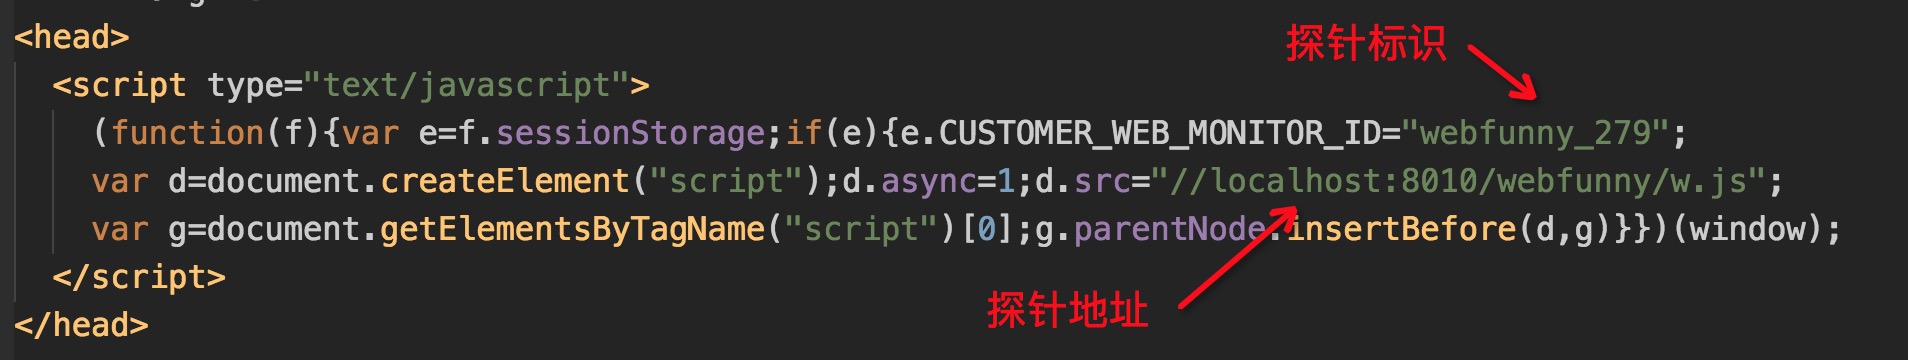 <head>
探针标识
<script type="text/javascript">
(function(f){var e=f.sessionStorage;if(e){e.CUSTOMER_WEB_MONITOR_ID="webfunny_279";
var d=document.createElement("script");d.async=1;d.src="//localhost:8010/webfunny/w.js";
var g=document.getElementsByTagName("script")[0];g.parentNode.insertBefore(d,g)}})(window);
</script>
探针地址
</head>